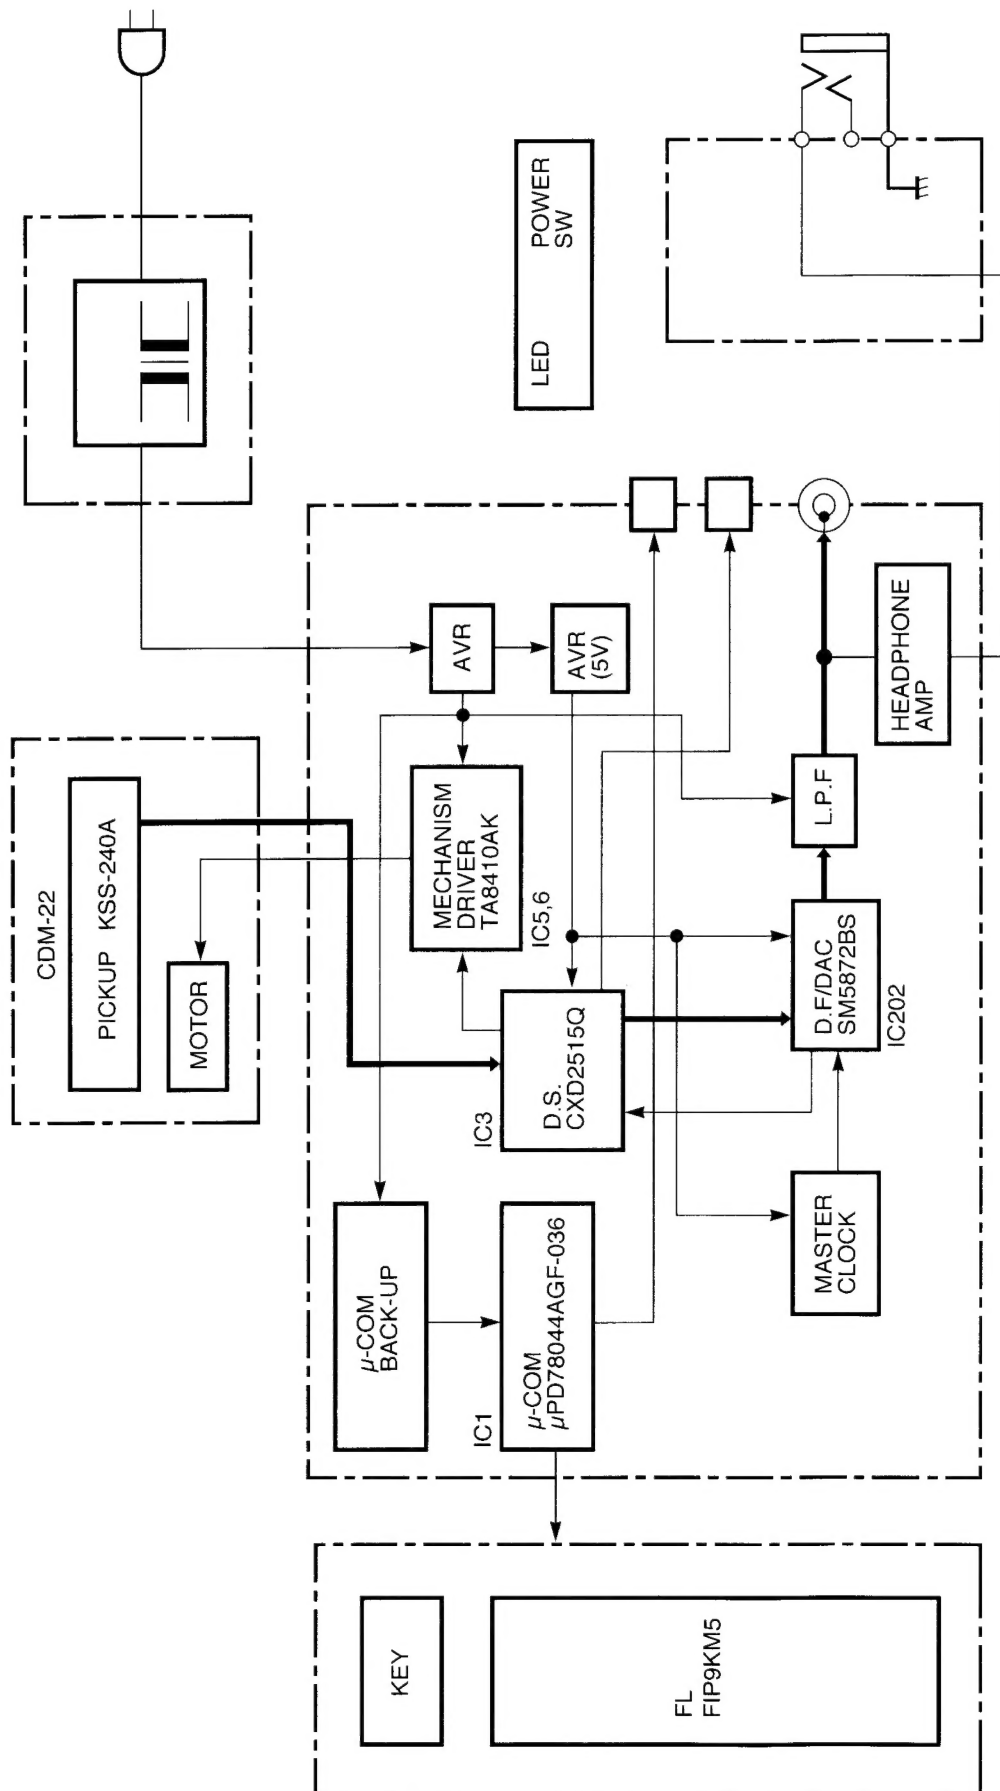 CDM-22
PICKUP KSS-240A
MOTOR
LED POWER
SW
AVR
AVR
(5V)
MECHANISM
DRIVER
TA8410AK
IC5,6
HEADPHONE
AMP
L.P.F
IC3
D.S.
CXD2515Q
D.F/DAC
SM5872BS
IC202
MASTER
CLOCK
μ-COM
BACK-UP
IC1
μ-COM
μPD78044AGF-036
KEY
FL
FIP9KM5